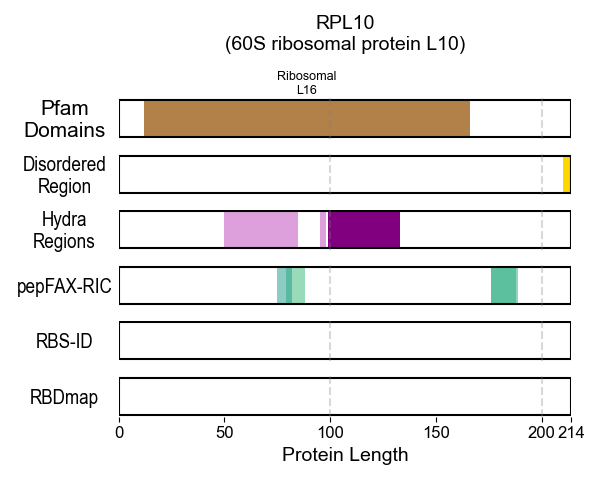 RPL10
(60S ribosomal protein L10)
Ribosomal
L16
Pfam
Domains
Disordered
Region
Hydra
Regions
pepFAX-RIC
RBS-ID
RBDmap
0 50 100 150 200 214
Protein Length